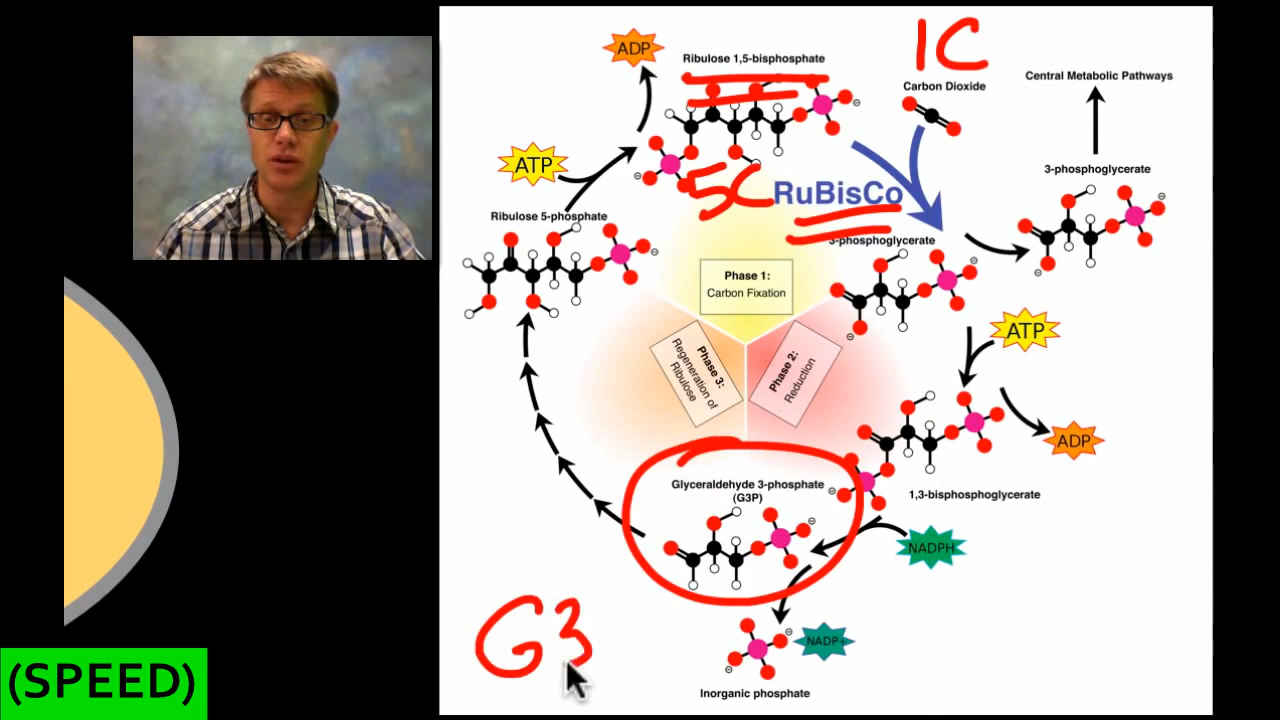 ADP
Ribulose 1,5-bisphosphate
1C
Carbon Dioxide
Central Metabolic Pathways
ATP
5C
RuBisCo
3-phosphoglycerate
Ribulose 5-phosphate
3-phosphoglycerate
Phase 1:
Carbon Fixation
ATP
Phase 3:
Regeneration of
Ribulose
Phase 2:
Reduction
ADP
Glyceraldehyde 3-phosphate
(G3P)
1,3-bisphosphoglycerate
NADPH
G3
NADP+
Inorganic phosphate
(SPEED)